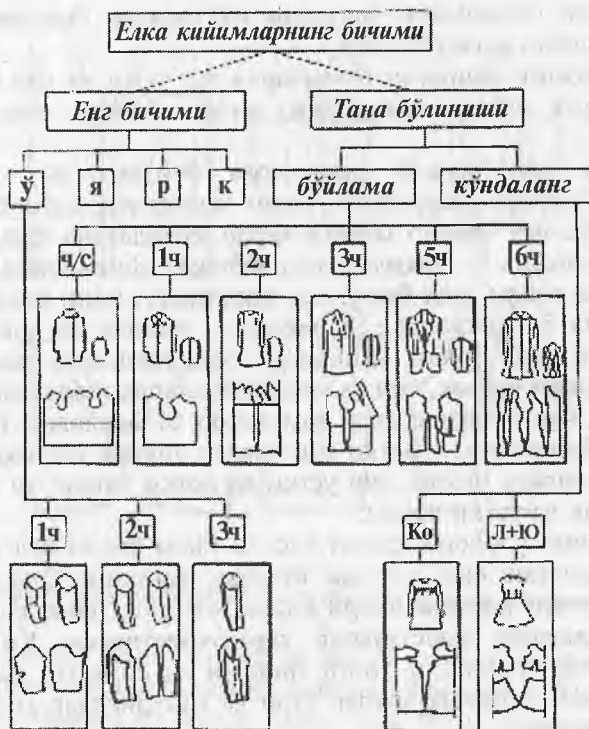 Елка кийимларнинг бичими
Енг бичими
Тана бўлиниши
ў я р к бўйлама кўндаланг
ч/с 1ч 2ч 3ч 5ч 6ч
1ч 2ч 3ч Ко Л+Ю